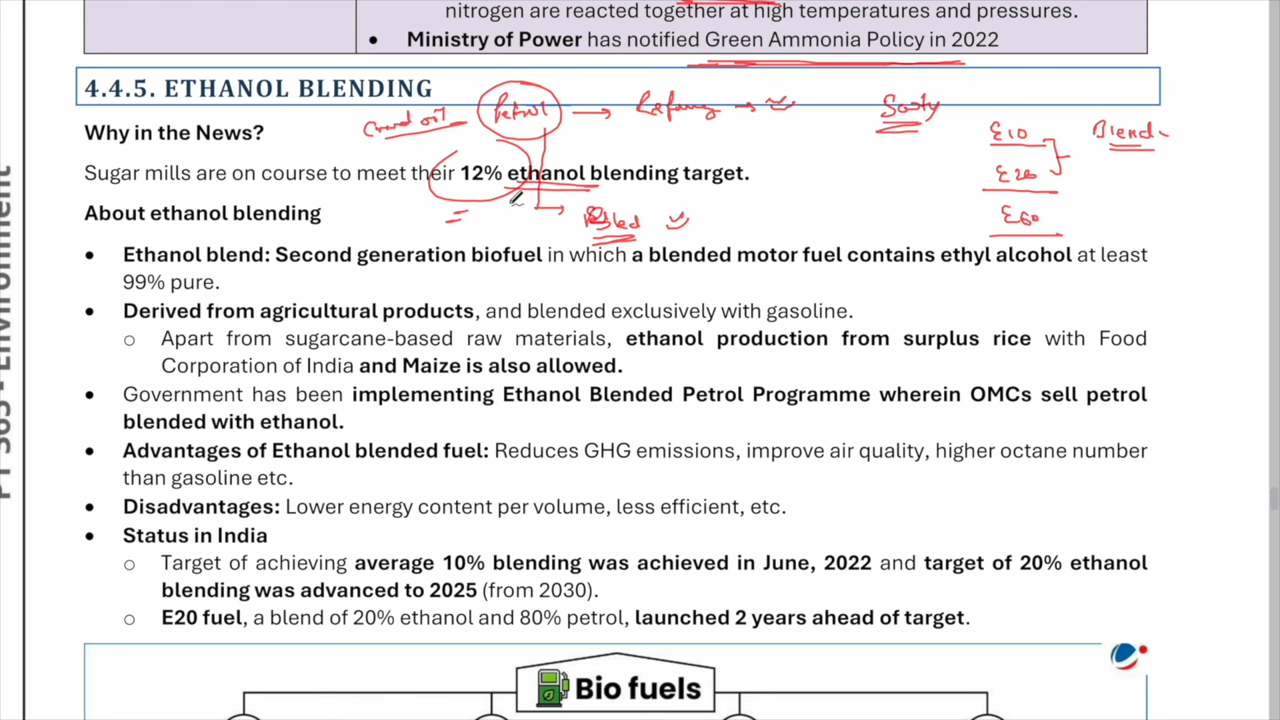 nitrogen are reacted together at high temperatures and pressures.
• Ministry of Power has notified Green Ammonia Policy in 2022
4.4.5. ETHANOL BLENDING
Petrol
E10
Blend
Why in the News?
Sugar mills are on course to meet their 12% ethanol blending target.
E20
About ethanol blending
• Ethanol blend: Second generation biofuel in which a blended motor fuel contains ethyl alcohol at least
99% pure.
• Derived from agricultural products, and blended exclusively with gasoline.
o Apart from sugarcane-based raw materials, ethanol production from surplus rice with Food
Corporation of India and Maize is also allowed.
• Government has been implementing Ethanol Blended Petrol Programme wherein OMCs sell petrol
blended with ethanol.
• Advantages of Ethanol blended fuel: Reduces GHG emissions, improve air quality, higher octane number
than gasoline etc.
• Disadvantages: Lower energy content per volume, less efficient, etc.
• Status in India
o Target of achieving average 10% blending was achieved in June, 2022 and target of 20% ethanol
blending was advanced to 2025 (from 2030).
o E20 fuel, a blend of 20% ethanol and 80% petrol, launched 2 years ahead of target.
Bio fuels